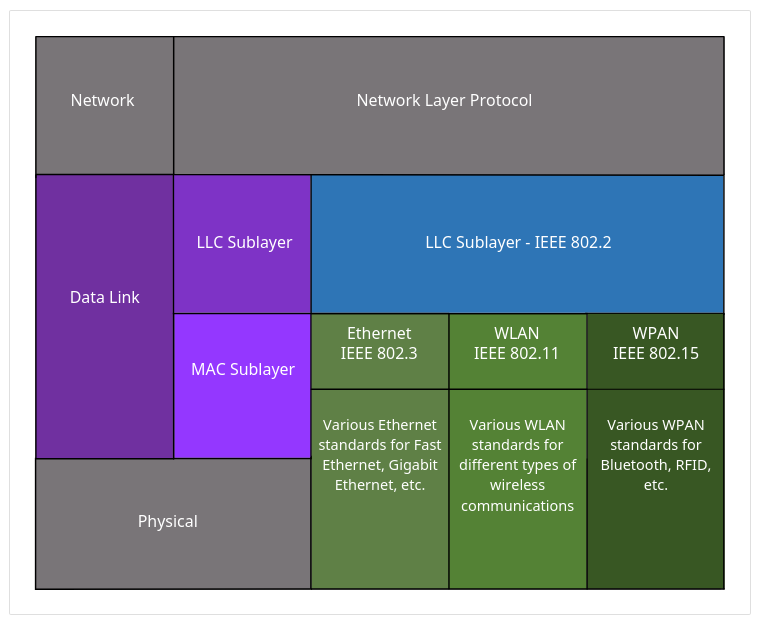 Network
Network Layer Protocol
Data Link
LLC Sublayer
LLC Sublayer - IEEE 802.2
MAC Sublayer
Ethernet
IEEE 802.3
WLAN
IEEE 802.11
WPAN
IEEE 802.15
Various Ethernet
standards for Fast
Ethernet, Gigabit
Ethernet, etc.
Various WLAN
standards for
different types of
wireless
communications
Various WPAN
standards for
Bluetooth, RFID,
etc.
Physical